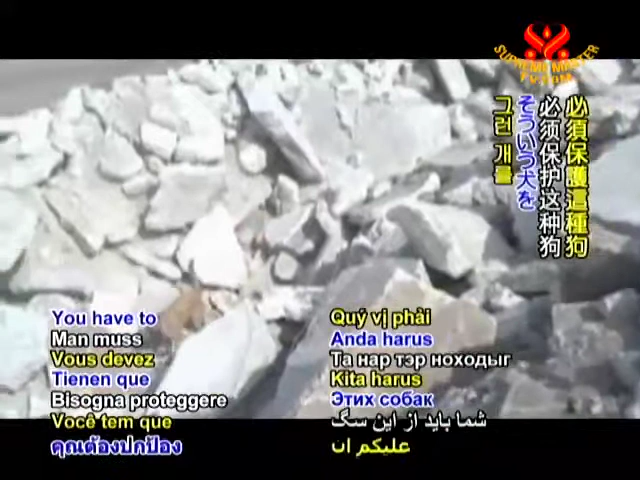 SUPREME MASTER
TELEVISION
必須保護這種狗
必须保护这种狗
そういう犬を
그런 개를
You have to
Man muss
Vous devez
Tienen que
Bisogna proteggere
Você tem que
คุณต้องปกป้อง
Quý vị phải
Anda harus
Та нар тэр ноходыг
Kita harus
Этих собак
شما باید از این سگ
عليكم ان